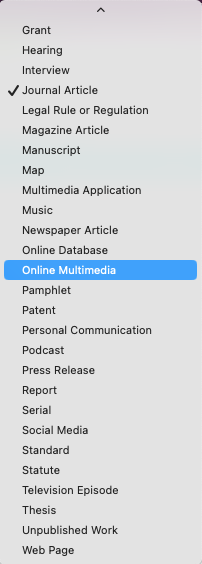 Grant
Hearing
Interview
Journal Article
Legal Rule or Regulation
Magazine Article
Manuscript
Map
Multimedia Application
Music
Newspaper Article
Online Database
Online Multimedia
Pamphlet
Patent
Personal Communication
Podcast
Press Release
Report
Serial
Social Media
Standard
Statute
Television Episode
Thesis
Unpublished Work
Web Page